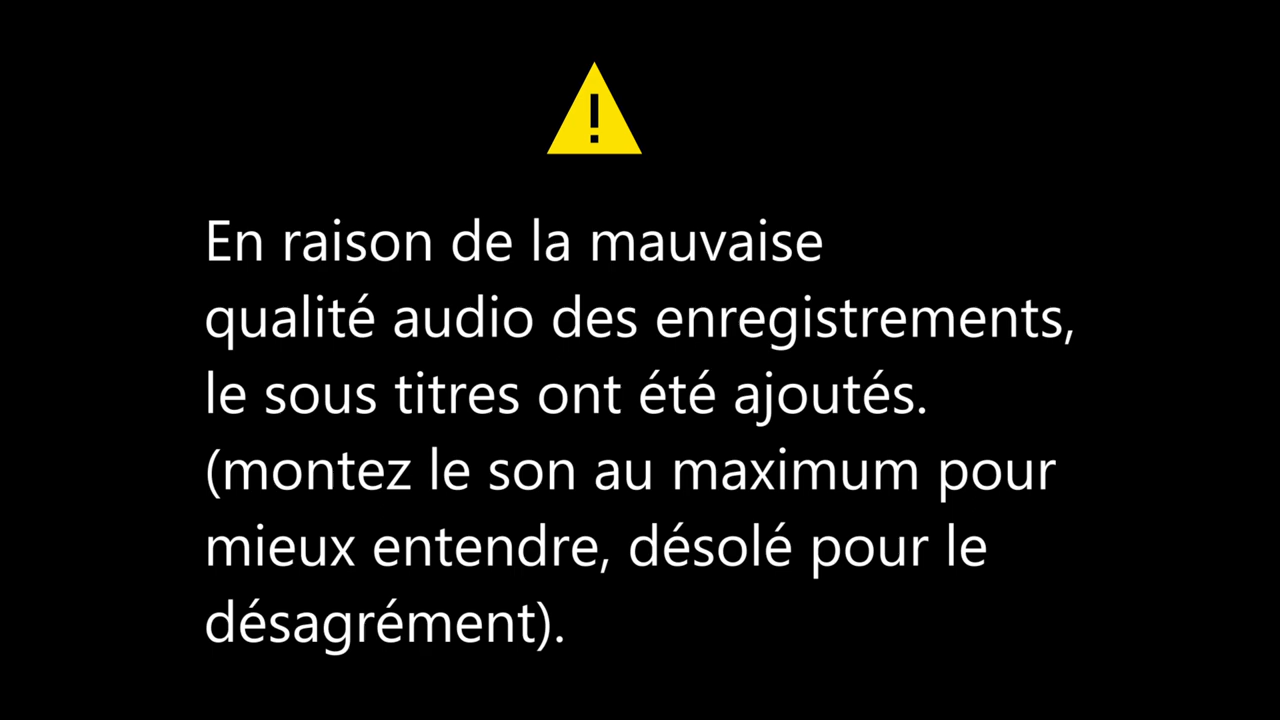 En raison de la mauvaise
qualité audio des enregistrements,
le sous titres ont été ajoutés.
(montez le son au maximum pour
mieux entendre, désolé pour le
désagrément).